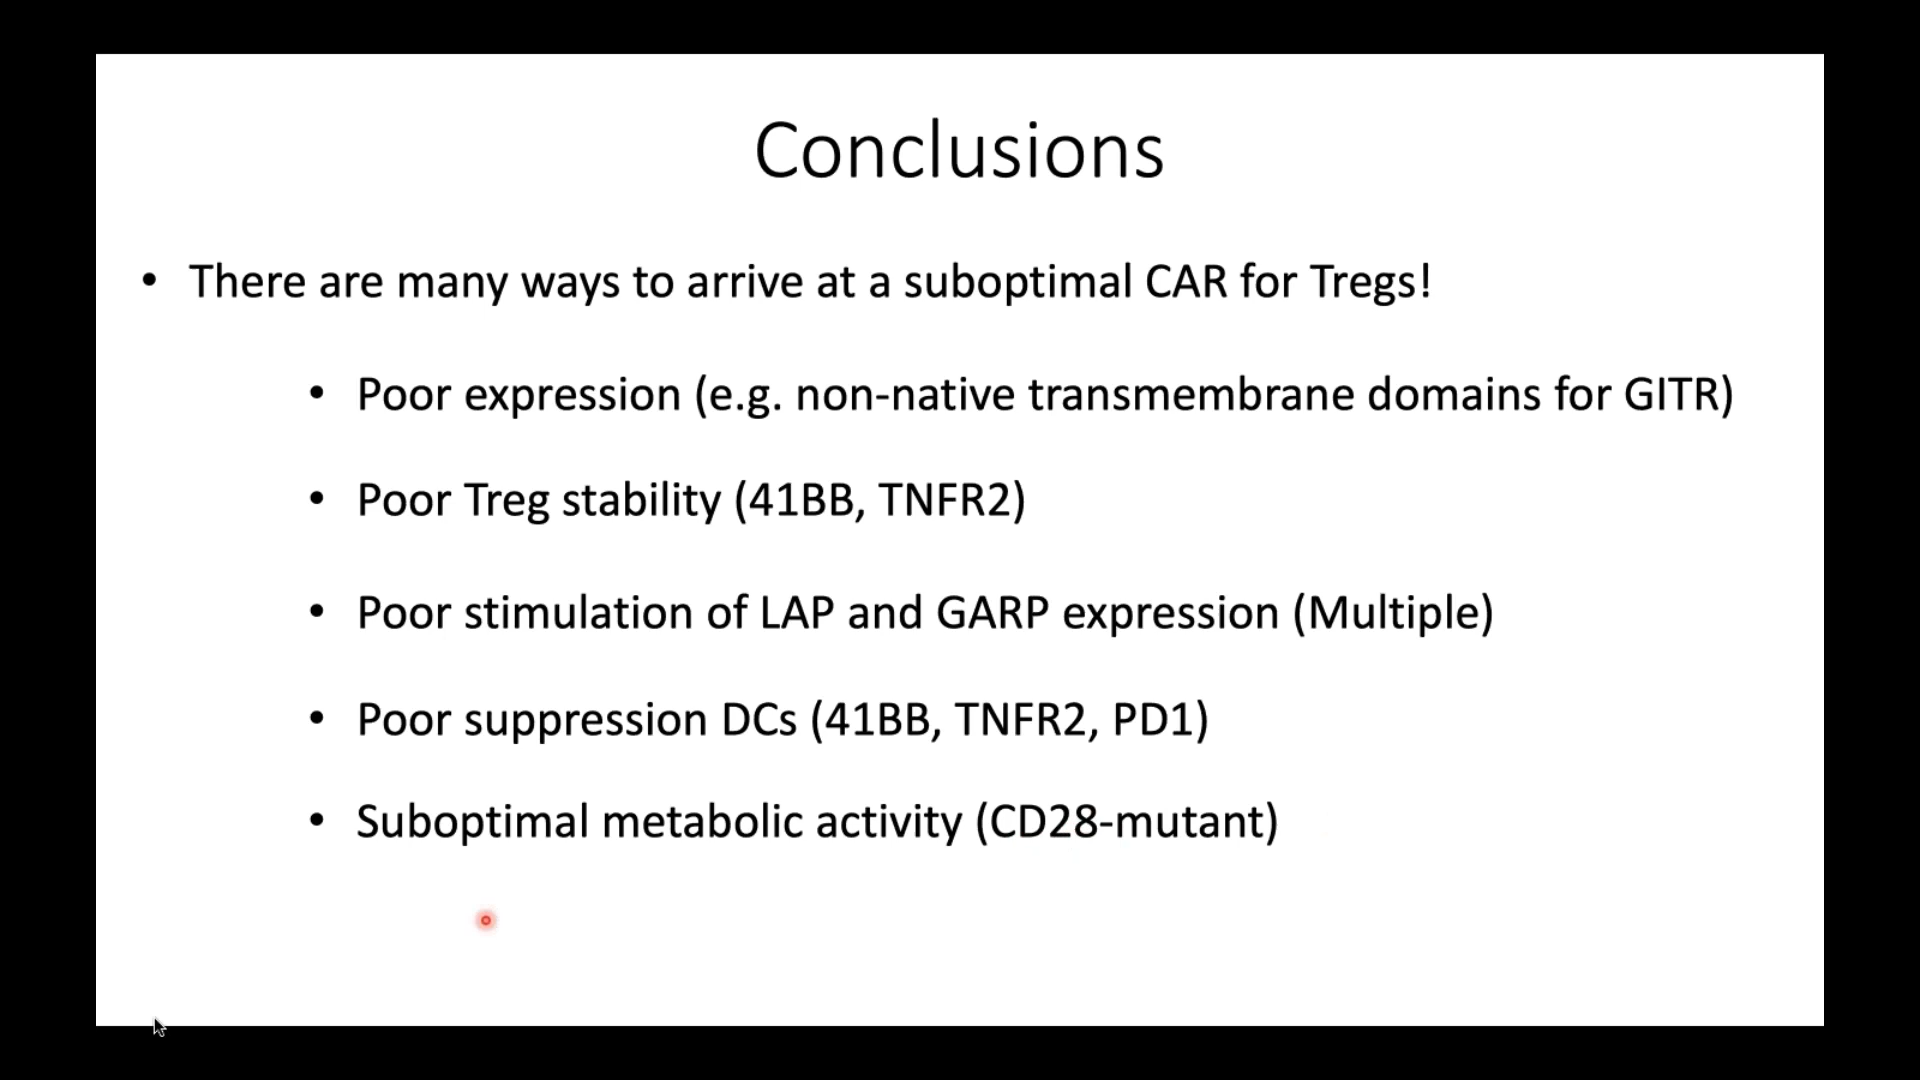 Conclusions
• There are many ways to arrive at a suboptimal CAR for Tregs!
• Poor expression (e.g. non-native transmembrane domains for GITR)
• Poor Treg stability (41BB, TNFR2)
• Poor stimulation of LAP and GARP expression (Multiple)
• Poor suppression DCs (41BB, TNFR2, PD1)
• Suboptimal metabolic activity (CD28-mutant)